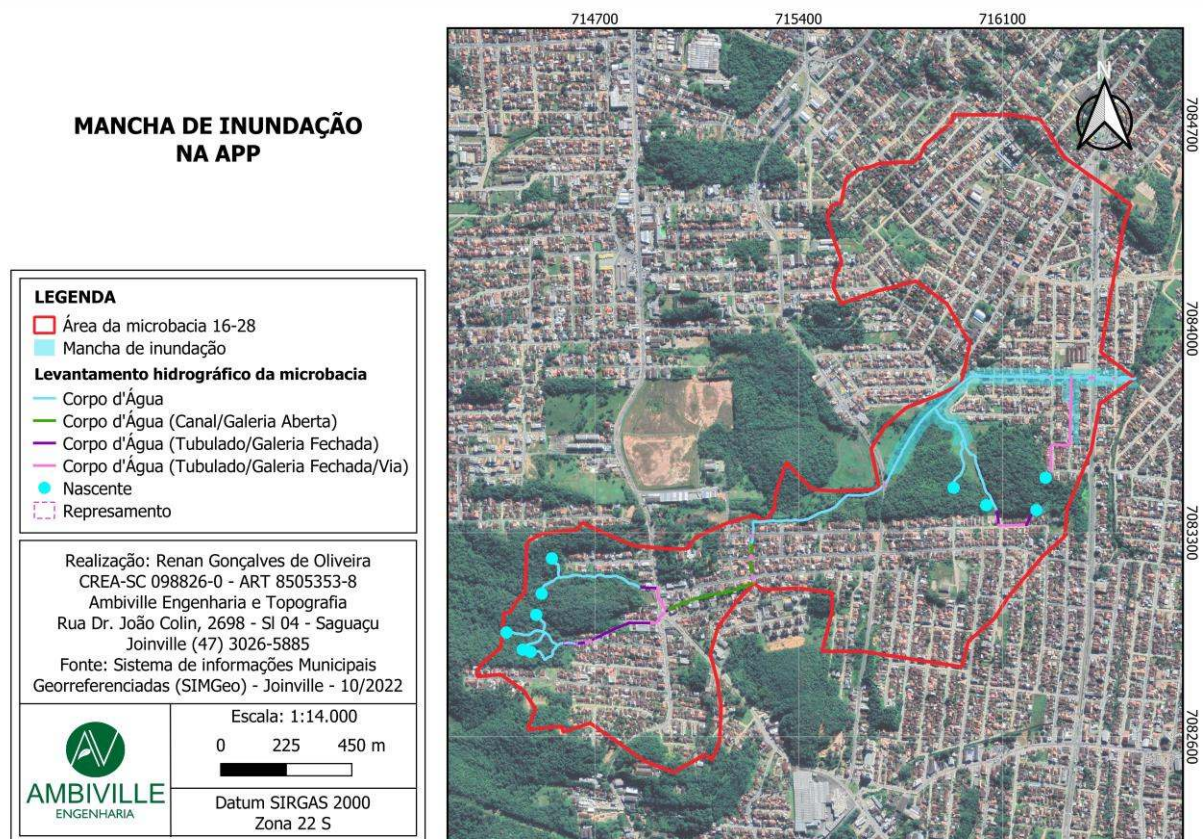 MANCHA DE INUNDAÇÃO
NA APP
LEGENDA
Área da microbacia 16-28
Mancha de inundação
Levantamento hidrográfico da microbacia
Corpo d'Água
Corpo d'Água (Canal/Galeria Aberta)
Corpo d'Água (Tubulado/Galeria Fechada)
Corpo d'Água (Tubulado/Galeria Fechada/Via)
Nascente
Represamento
Realização: Renan Gonçalves de Oliveira
CREA-SC 098826-0 - ART 8505353-8
Ambiville Engenharia e Topografia
Rua Dr. João Colin, 2698 - Sl 04 - Saguaçu
Joinville (47) 3026-5885
Fonte: Sistema de informações Municipais
Georreferenciadas (SIMGeo) - Joinville - 10/2022
AV
AMBIVILLE
ENGENHARIA
Escala: 1:14.000
0 225 450 m
Datum SIRGAS 2000
Zona 22 S
714700 715400 716100
N
7084700
7084000
7083300
7082600